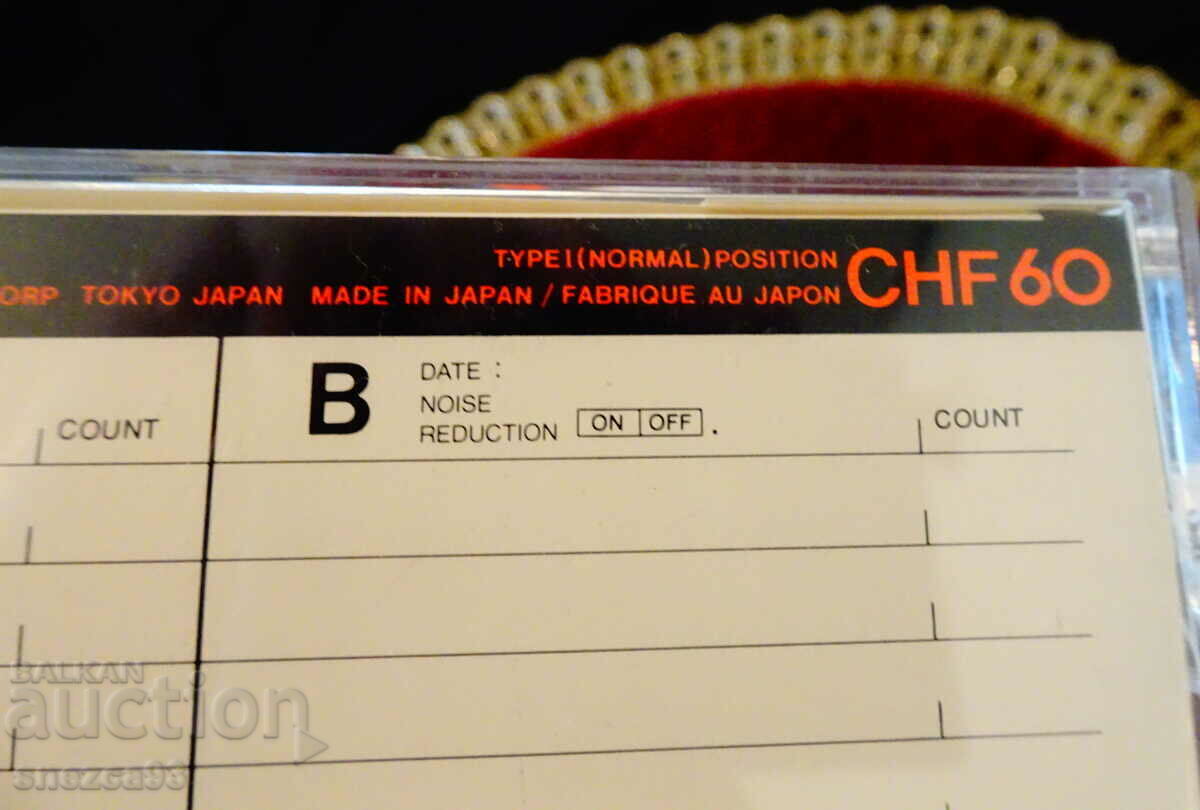 TYPE I (NORMAL) POSITION CHF 60
ORP TOKYO JAPAN MADE IN JAPAN / FABRIQUE AU JAPON
B DATE :
NOISE
REDUCTION ON OFF .
COUNT COUNT
BALKAN
auction
snezca93